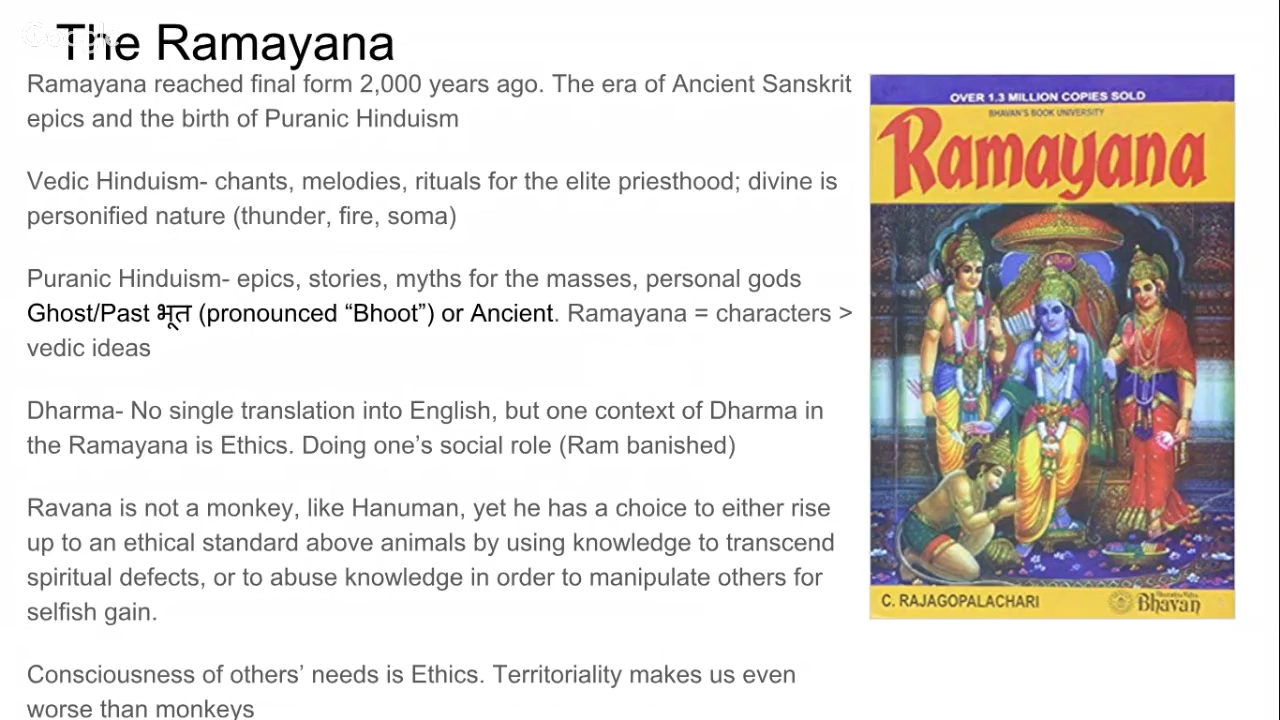 Google
The Ramayana
Ramayana reached final form 2,000 years ago. The era of Ancient Sanskrit
epics and the birth of Puranic Hinduism
Vedic Hinduism- chants, melodies, rituals for the elite priesthood; divine is
personified nature (thunder, fire, soma)
Puranic Hinduism- epics, stories, myths for the masses, personal gods
Ghost/Past भूत (pronounced “Bhoot”) or Ancient. Ramayana = characters >
vedic ideas
Dharma- No single translation into English, but one context of Dharma in
the Ramayana is Ethics. Doing one’s social role (Ram banished)
Ravana is not a monkey, like Hanuman, yet he has a choice to either rise
up to an ethical standard above animals by using knowledge to transcend
spiritual defects, or to abuse knowledge in order to manipulate others for
selfish gain.
Consciousness of others’ needs is Ethics. Territoriality makes us even
worse than monkeys
OVER 1.3 MILLION COPIES SOLD
BHAVAN'S BOOK UNIVERSITY
Ramayana
C. RAJAGOPALACHARI
Bhavan